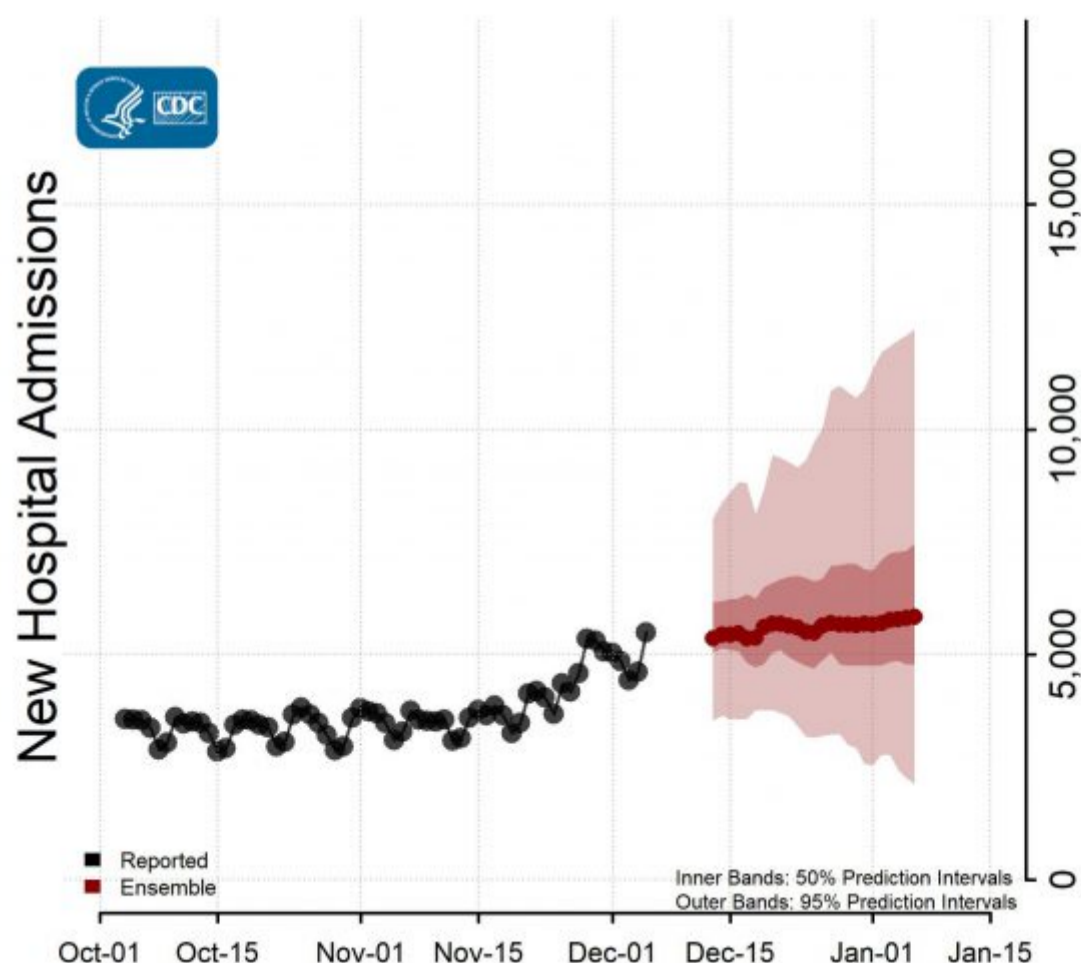 CDC
New Hospital Admissions
15,000
10,000
5,000
0
Reported
Ensemble
Inner Bands: 50% Prediction Intervals
Outer Bands: 95% Prediction Intervals
Oct-01 Oct-15 Nov-01 Nov-15 Dec-01 Dec-15 Jan-01 Jan-15